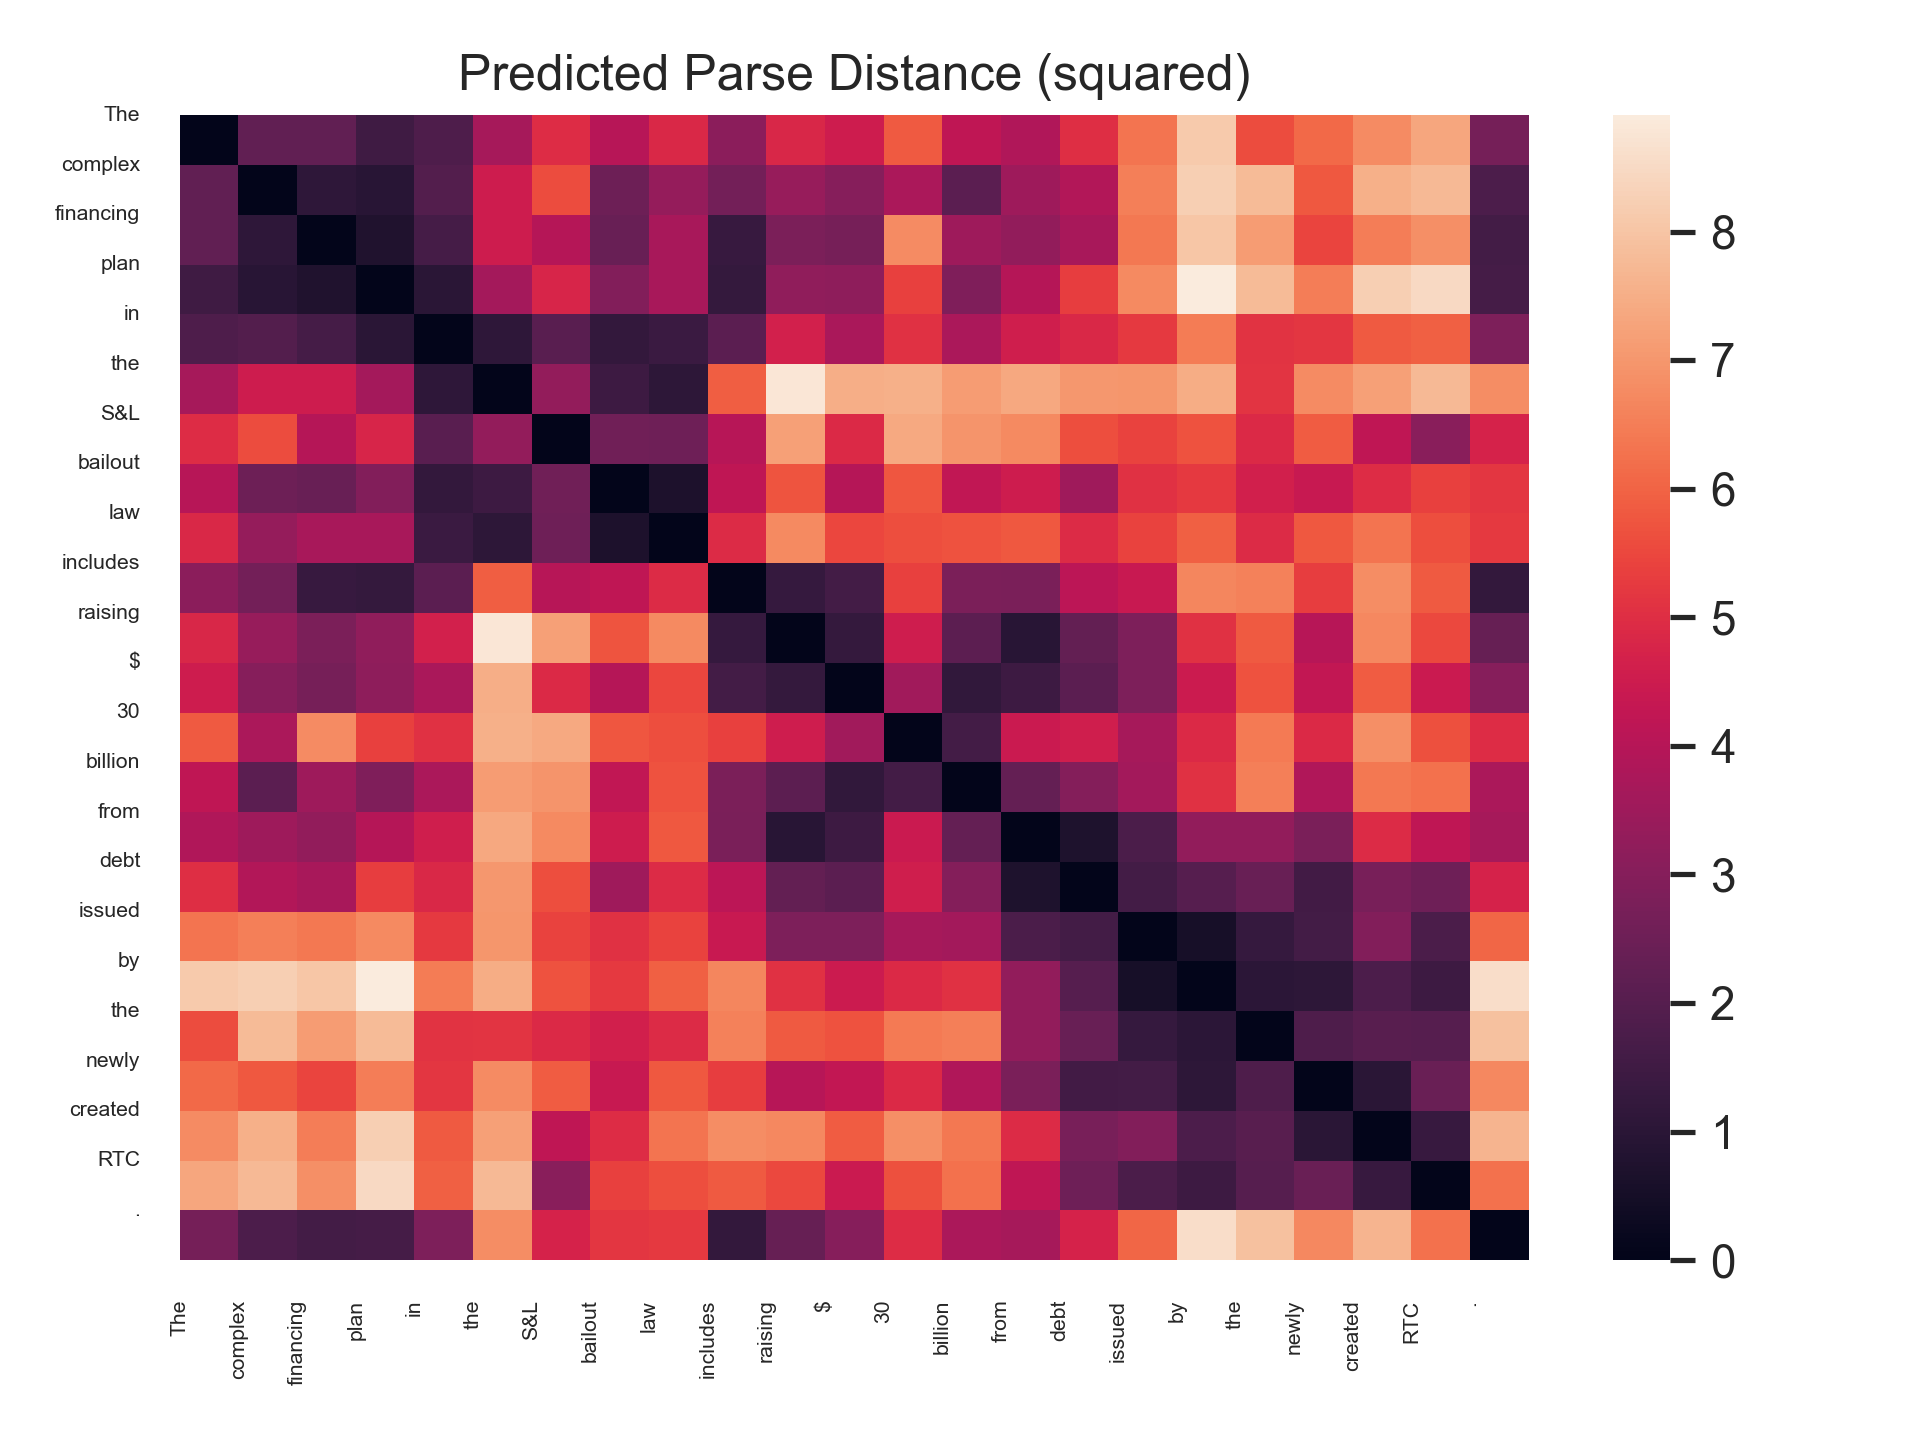 Predicted Parse Distance (squared)
The
complex
financing
plan
in
the
S&L
bailout
law
includes
raising
$
30
billion
from
debt
issued
by
the
newly
created
RTC
.
8
7
6
5
4
3
2
1
0
The
complex
financing
plan
in
the
S&L
bailout
law
includes
raising
$
30
billion
from
debt
issued
by
the
newly
created
RTC
.